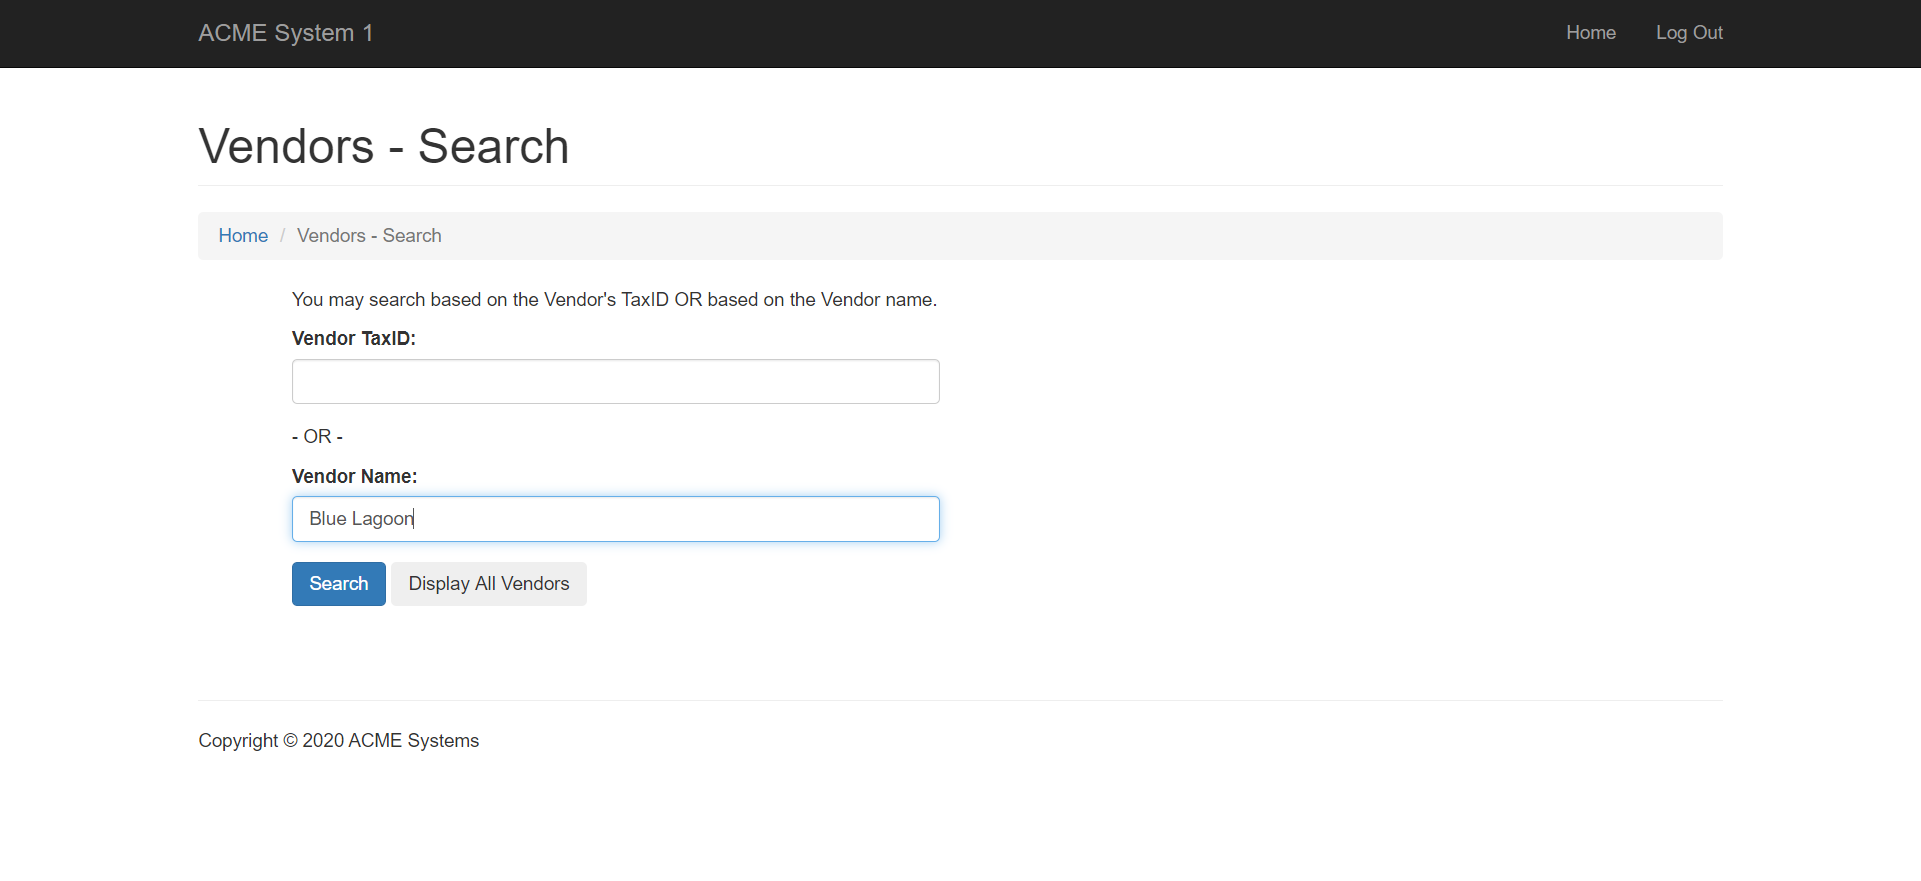 ACME System 1 Home Log Out
Vendors - Search
Home / Vendors - Search
You may search based on the Vendor's TaxID OR based on the Vendor name.
Vendor TaxID:
- OR -
Vendor Name:
Blue Lagoon
Search Display All Vendors
Copyright © 2020 ACME Systems